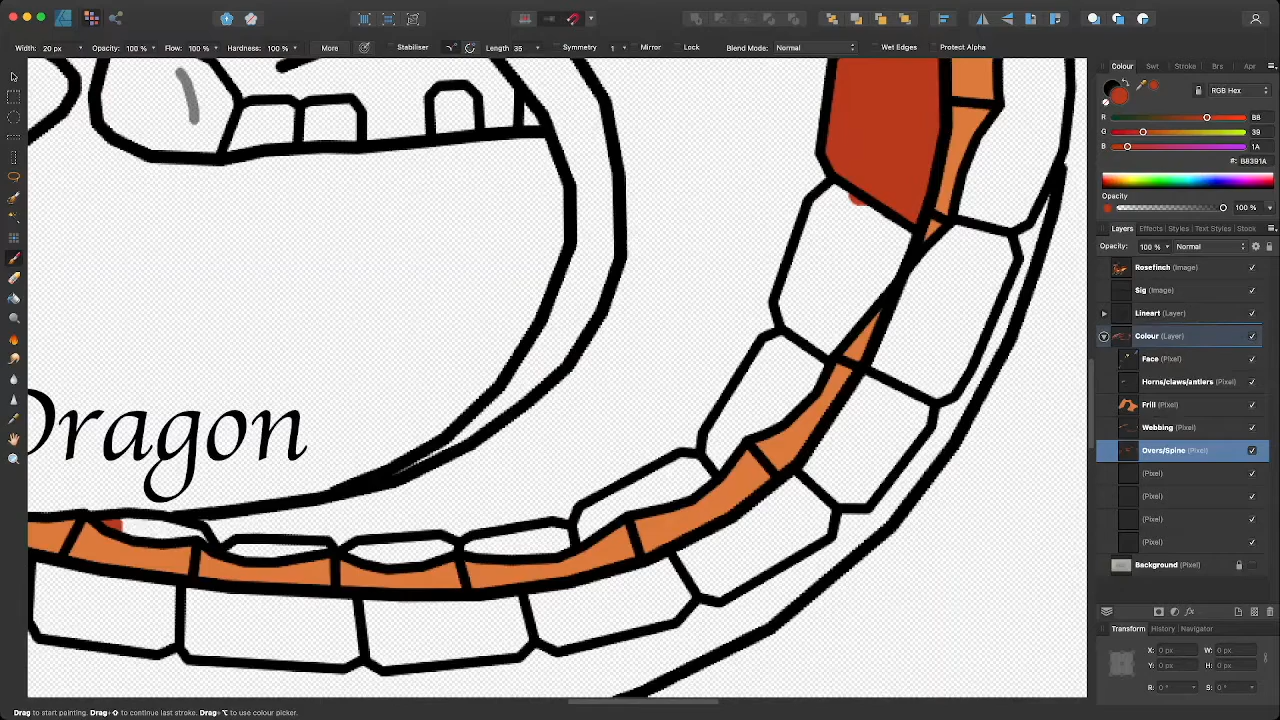 Width: 20 px Opacity: 100 % Flow: 100 % Hardness: 100 % More Stabiliser Length 35 Symmetry 1 Mirror Lock Blend Mode: Normal Wet Edges Protect Alpha
Colour Swt Stroke Brs Apr
RGB Hex
R B8
G 39
B 1A
#: B8391A
Opacity
100 %
Layers Effects Styles Text Styles Stock
Opacity: 100 % Normal
Rosefinch (Image)
Sig (Image)
Lineart (Layer)
Colour (Layer)
Face (Pixel)
Horns/claws/antlers (Pixel)
Frill (Pixel)
Webbing (Pixel)
Overs/Spine (Pixel)
(Pixel)
(Pixel)
(Pixel)
(Pixel)
Background (Pixel)
Dragon
Transform History Navigator
X: 0 px W: 0 px
Y: 0 px H: 0 px
R: 0 ° S: 0 °
Drag to start painting. Drag+⇧ to continue last stroke. Drag+⌥ to use colour picker.